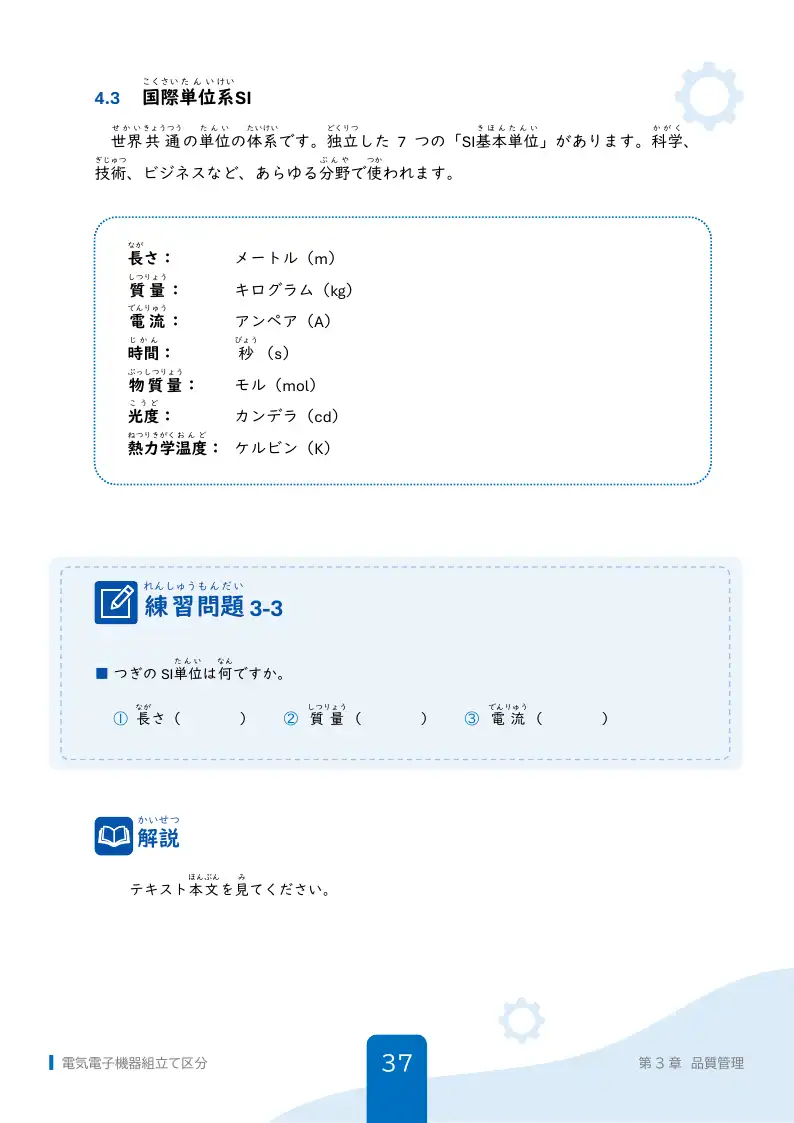 こくさいたんいけい
4.3 国際単位系SI
せかいきょうつう たんい たいけい どくりつ きほんたんい かがく
世界共通の単位の体系です。独立した 7 つの「SI基本単位」があります。科学、
ぎじゅつ ぶんや つか
技術、ビジネスなど、あらゆる分野で使われます。
なが
長さ： メートル（m）
しつりょう
質量： キログラム（kg）
でんりゅう
電流： アンペア（A）
じかん びょう
時間： 秒（s）
ぶっしつりょう
物質量： モル（mol）
こうど
光度： カンデラ（cd）
ねつりきがくおんど
熱力学温度： ケルビン（K）
れんしゅうもんだい
練習問題 3-3
たんい なん
■ つぎの SI単位は何ですか。
なが しつりょう でんりゅう
① 長さ（ ） ② 質量（ ） ③ 電流（ ）
かいせつ
解説
ほんぶん み
テキスト本文を見てください。
電気電子機器組立て区分 37 第 3 章 品質管理